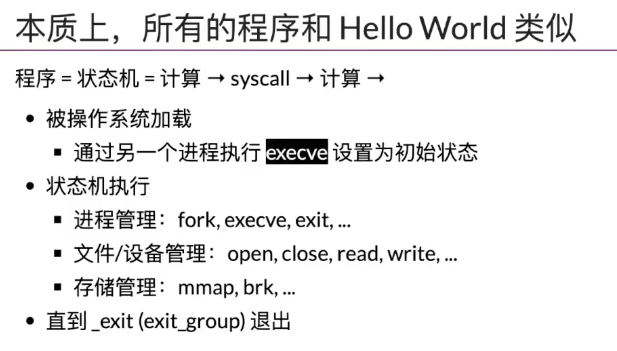 本质上，所有的程序和 Hello World 类似
程序 = 状态机 = 计算 → syscall → 计算 →
• 被操作系统加载
▪ 通过另一个进程执行 execve 设置为初始状态
• 状态机执行
▪ 进程管理：fork, execve, exit, ...
▪ 文件/设备管理：open, close, read, write, ...
▪ 存储管理：mmap, brk, ...
• 直到 _exit (exit_group) 退出